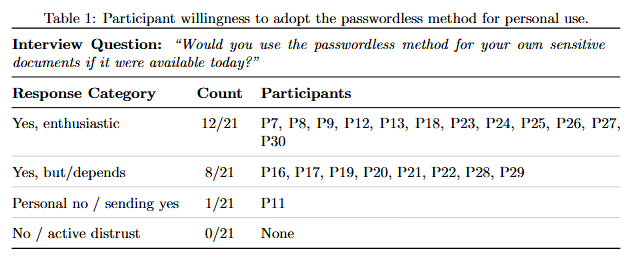 Table 1: Participant willingness to adopt the passwordless method for personal use.
Interview Question: “Would you use the passwordless method for your own sensitive
documents if it were available today?”
Response Category Count Participants
Yes, enthusiastic 12/21 P7, P8, P9, P12, P13, P18, P23, P24, P25, P26, P27,
P30
Yes, but/depends 8/21 P16, P17, P19, P20, P21, P22, P28, P29
Personal no / sending yes 1/21 P11
No / active distrust 0/21 None